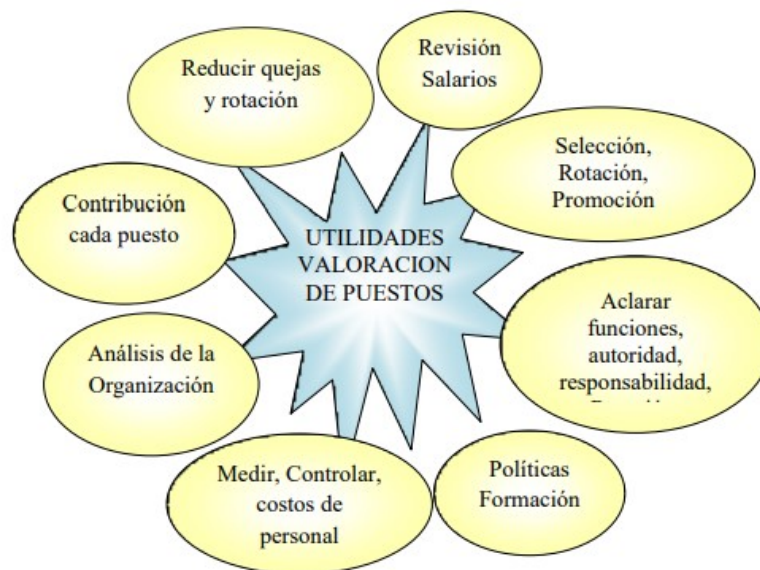 Revisión
Salarios
Reducir quejas
y rotación
Selección,
Rotación,
Promoción
Contribución
cada puesto
UTILIDADES
VALORACION
DE PUESTOS
Aclarar
funciones,
autoridad,
responsabilidad,
Análisis de la
Organización
Medir, Controlar,
costos de
personal
Políticas
Formación